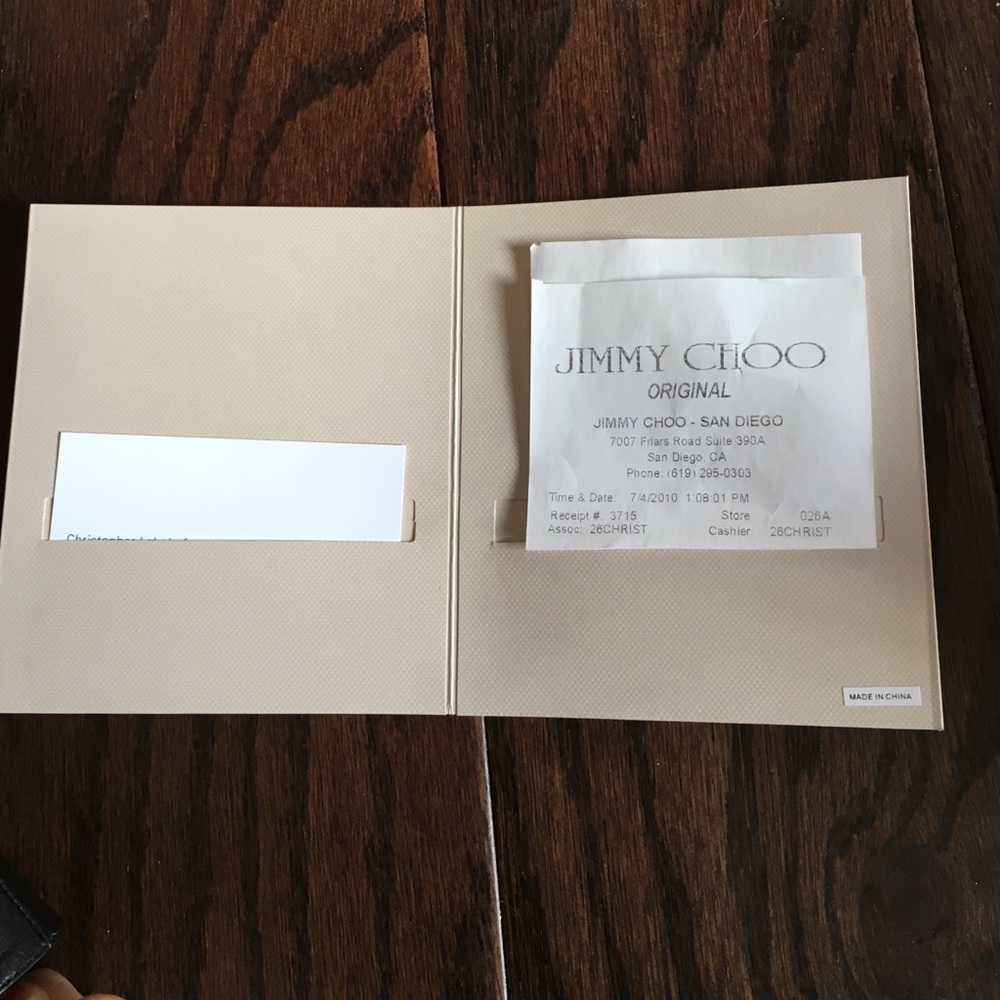 JIMMY CHOO
ORIGINAL
JIMMY CHOO - SAN DIEGO
7007 Friars Road Suite 390A
San Diego, CA
Phone: (619) 295-0303
Time & Date: 7/4/2010 1:08:01 PM
Receipt #: 3715 Store 026A
Assoc: 26CHRIST Cashier 26CHRIST
Christopher
MADE IN CHINA